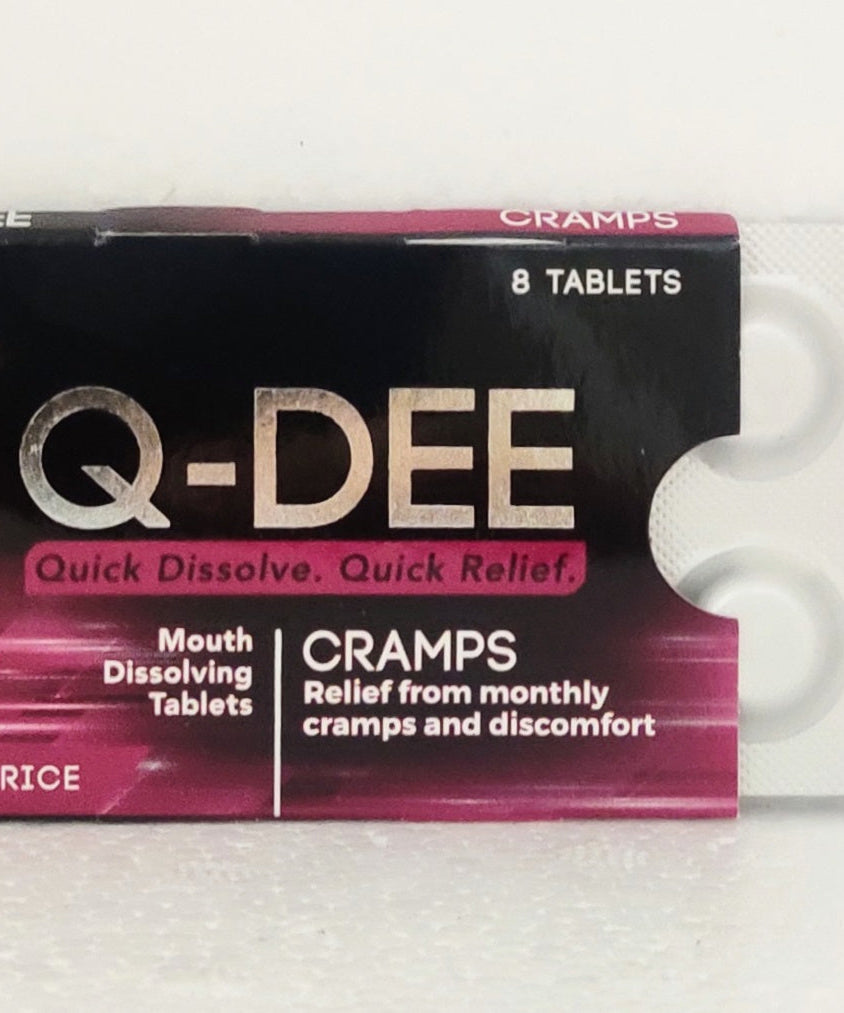 CRAMPS
8 TABLETS
Q-DEE
Quick Dissolve. Quick Relief.
Mouth
Dissolving
Tablets
CRAMPS
Relief from monthly
cramps and discomfort
RICE